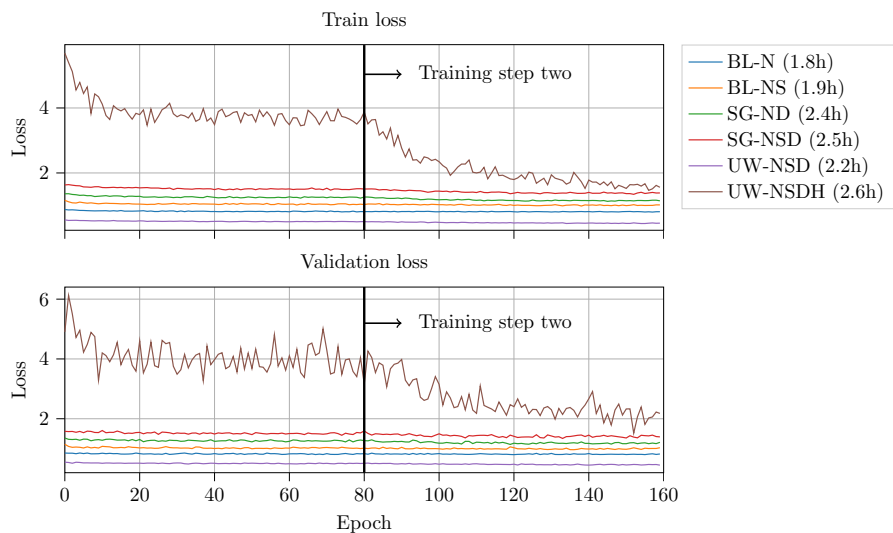 Train loss
4
2
Loss
Training step two
BL-N (1.8h)
BL-NS (1.9h)
SG-ND (2.4h)
SG-NSD (2.5h)
UW-NSD (2.2h)
UW-NSDH (2.6h)
Validation loss
6
4
2
Loss
Training step two
0 20 40 60 80 100 120 140 160
Epoch